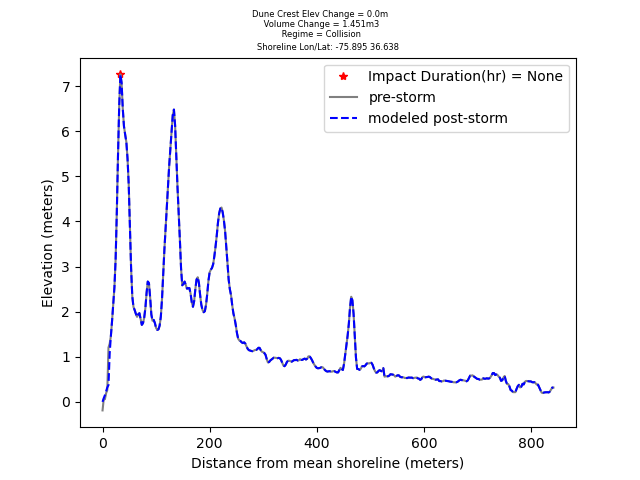 Dune Crest Elev Change = 0.0m
Volume Change = 1.451m3
Regime = Collision
Shoreline Lon/Lat: -75.895 36.638
Impact Duration(hr) = None
pre-storm
modeled post-storm
Elevation (meters)
7
6
5
4
3
2
1
0
0 200 400 600 800
Distance from mean shoreline (meters)